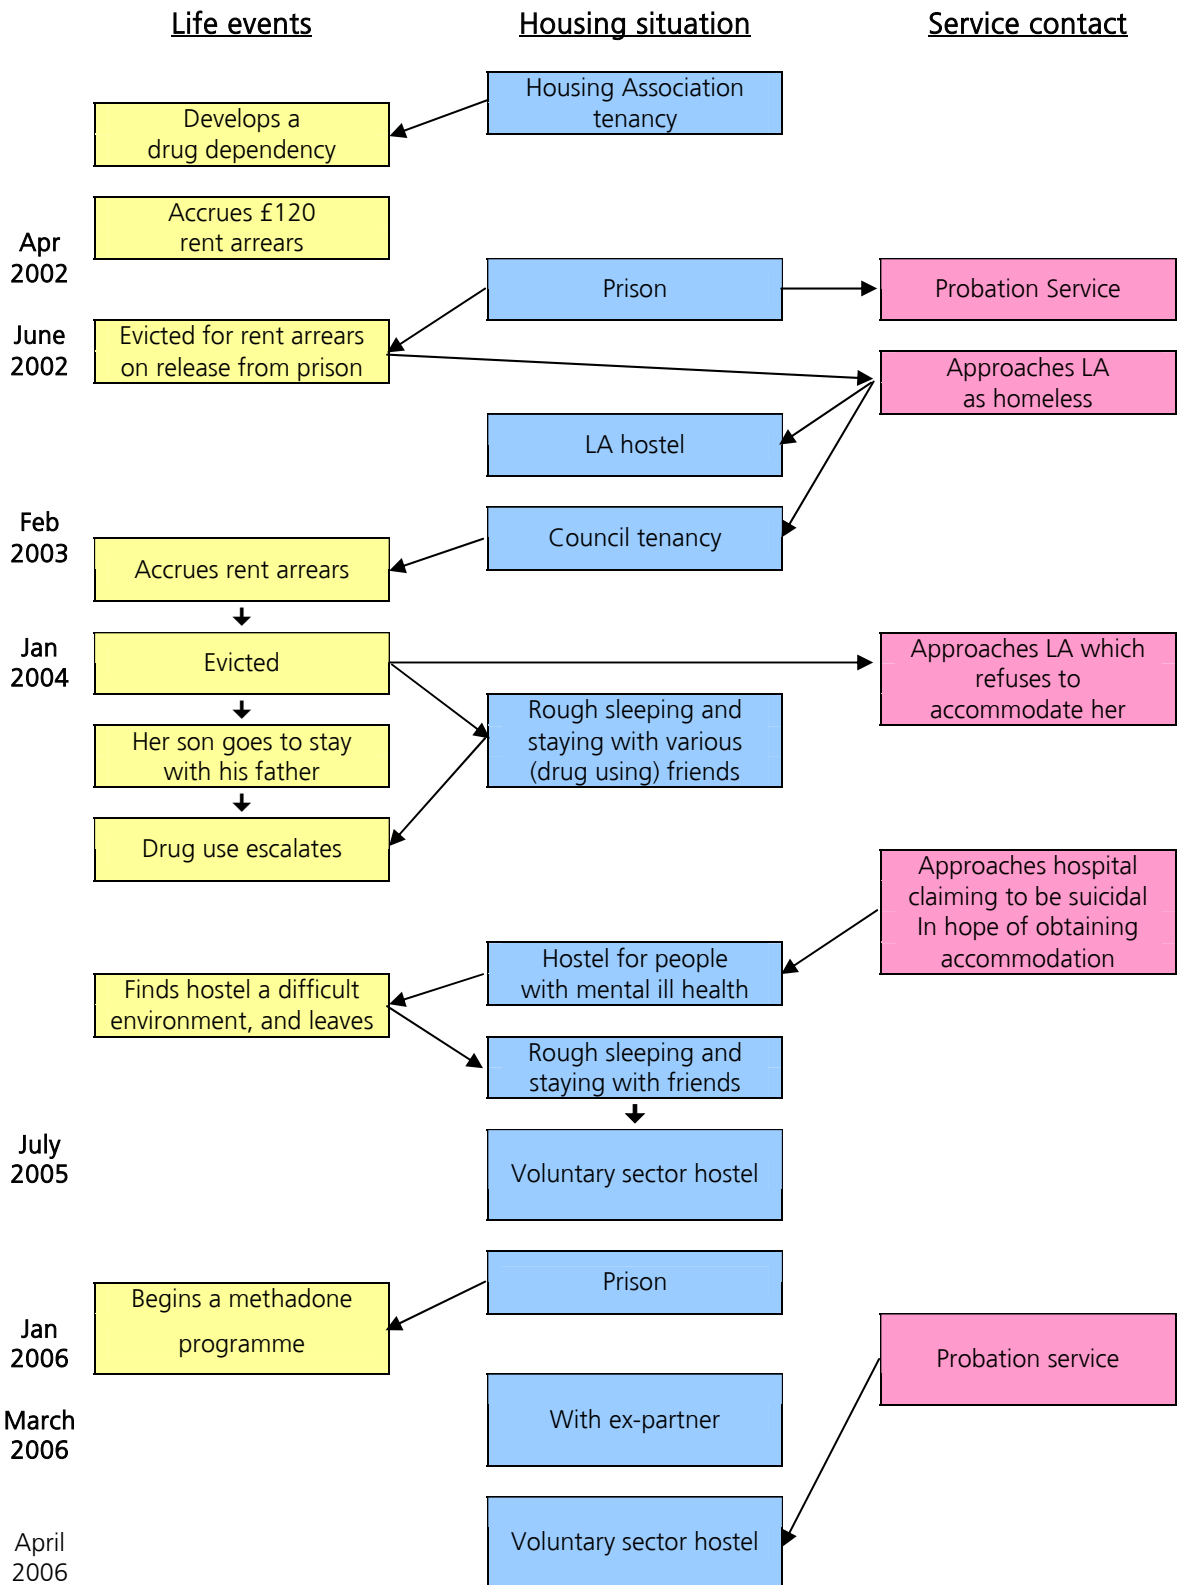 Life events
Housing situation
Service contact
Housing Association
tenancy
Develops a
drug dependency
Accrues £120
rent arrears
Apr
2002
Prison
Probation Service
June
2002
Evicted for rent arrears
on release from prison
Approaches LA
as homeless
LA hostel
Feb
2003
Council tenancy
Accrues rent arrears
Jan
2004
Evicted
Approaches LA which
refuses to
accommodate her
Rough sleeping and
staying with various
(drug using) friends
Her son goes to stay
with his father
Drug use escalates
Approaches hospital
claiming to be suicidal
In hope of obtaining
accommodation
Hostel for people
with mental ill health
Finds hostel a difficult
environment, and leaves
Rough sleeping and
staying with friends
July
2005
Voluntary sector hostel
Prison
Begins a methadone
programme
Jan
2006
Probation service
March
2006
With ex-partner
Voluntary sector hostel
April
2006